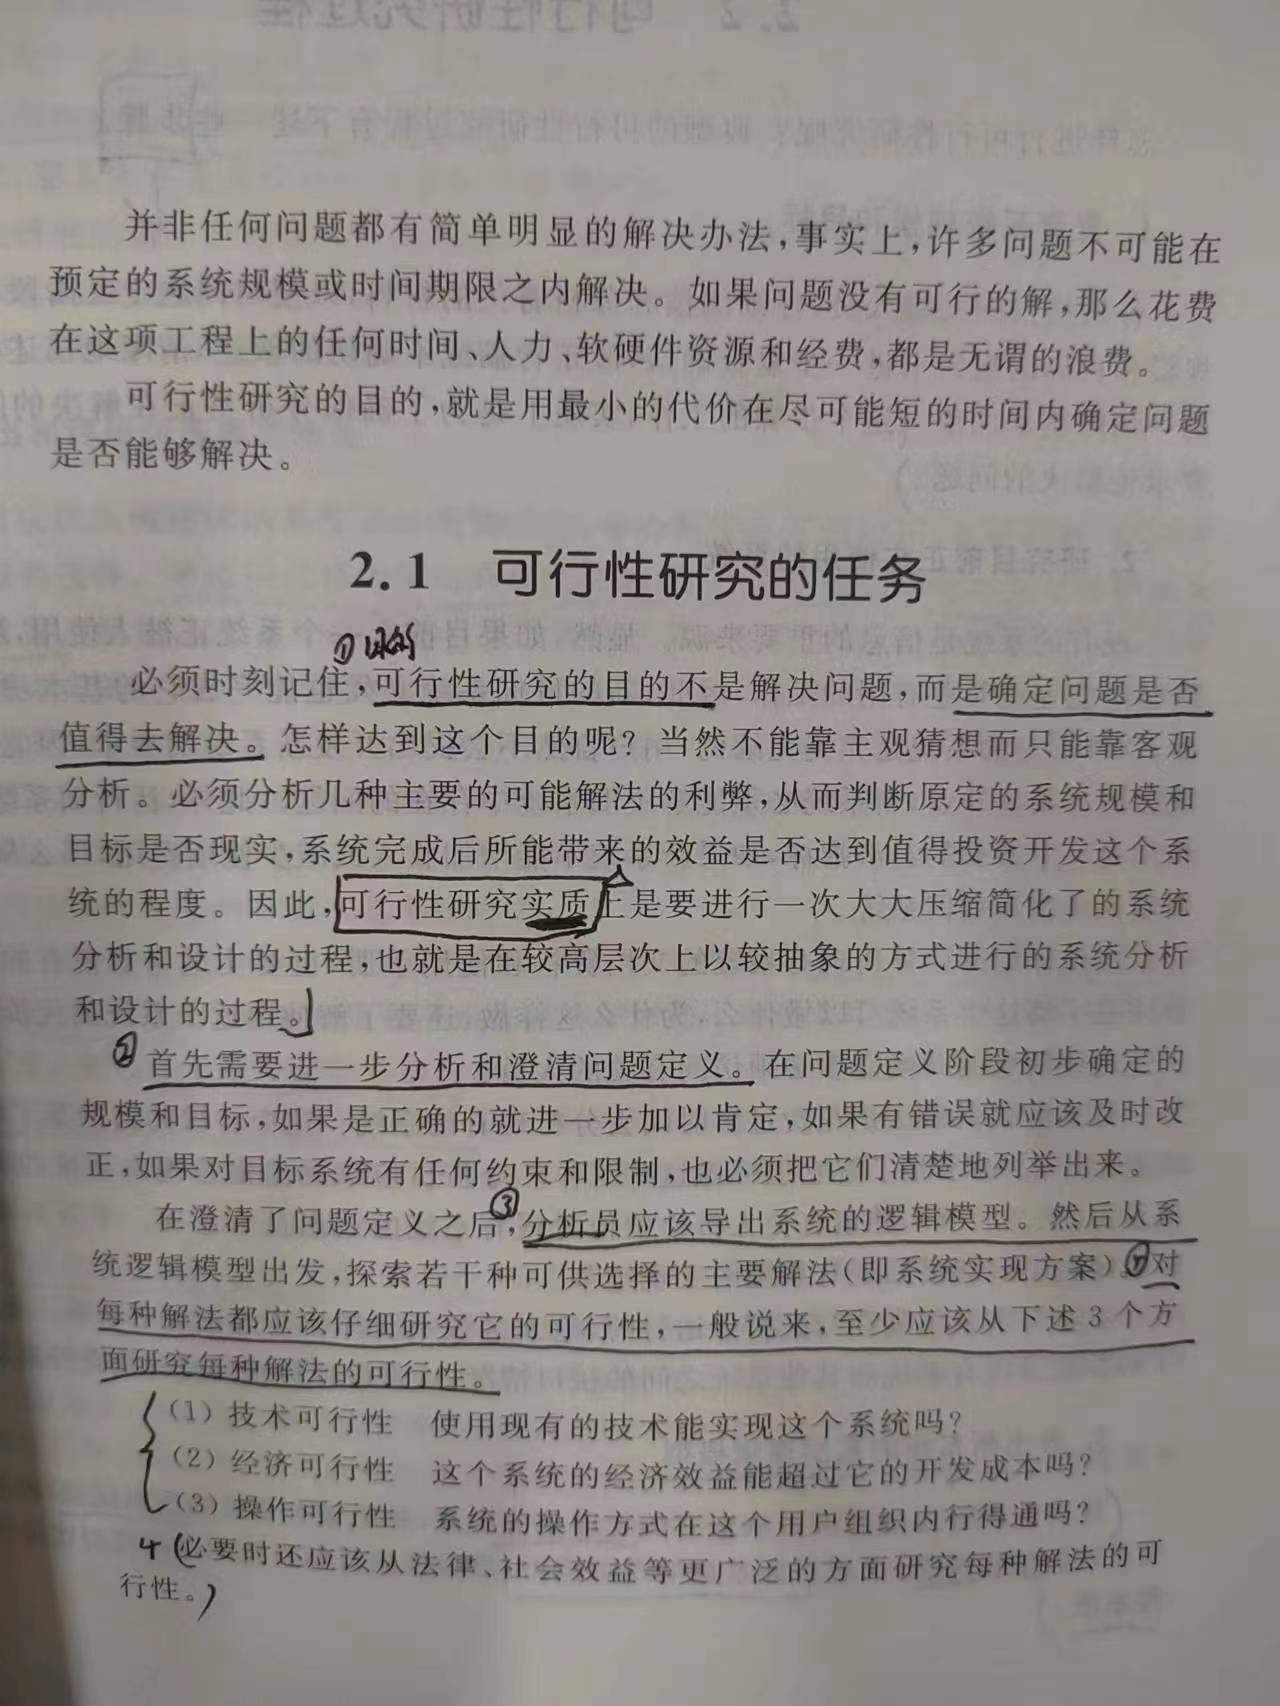 并非任何问题都有简单明显的解决办法,事实上,许多问题不可能在
预定的系统规模或时间期限之内解决。如果问题没有可行的解,那么花费
在这项工程上的任何时间、人力、软硬件资源和经费,都是无谓的浪费。
可行性研究的目的,就是用最小的代价在尽可能短的时间内确定问题
是否能够解决。
2.1 可行性研究的任务
①目的
必须时刻记住,可行性研究的目的不是解决问题,而是确定问题是否
值得去解决。怎样达到这个目的呢?当然不能靠主观猜想而只能靠客观
分析。必须分析几种主要的可能解法的利弊,从而判断原定的系统规模和
目标是否现实,系统完成后所能带来的效益是否达到值得投资开发这个系
统的程度。因此,可行性研究实质上是要进行一次大大压缩简化了的系统
分析和设计的过程,也就是在较高层次上以较抽象的方式进行的系统分析
和设计的过程。
②首先需要进一步分析和澄清问题定义。在问题定义阶段初步确定的
规模和目标,如果是正确的就进一步加以肯定,如果有错误就应该及时改
正,如果对目标系统有任何约束和限制,也必须把它们清楚地列举出来。
在澄清了问题定义之后,③分析员应该导出系统的逻辑模型。然后从系
统逻辑模型出发,探索若干种可供选择的主要解法(即系统实现方案)。对
每种解法都应该仔细研究它的可行性,一般说来,至少应该从下述3个方
面研究每种解法的可行性。
(1) 技术可行性 使用现有的技术能实现这个系统吗?
(2) 经济可行性 这个系统的经济效益能超过它的开发成本吗?
(3) 操作可行性 系统的操作方式在这个用户组织内行得通吗?
4 (必要时还应该从法律、社会效益等更广泛的方面研究每种解法的可
行性。)